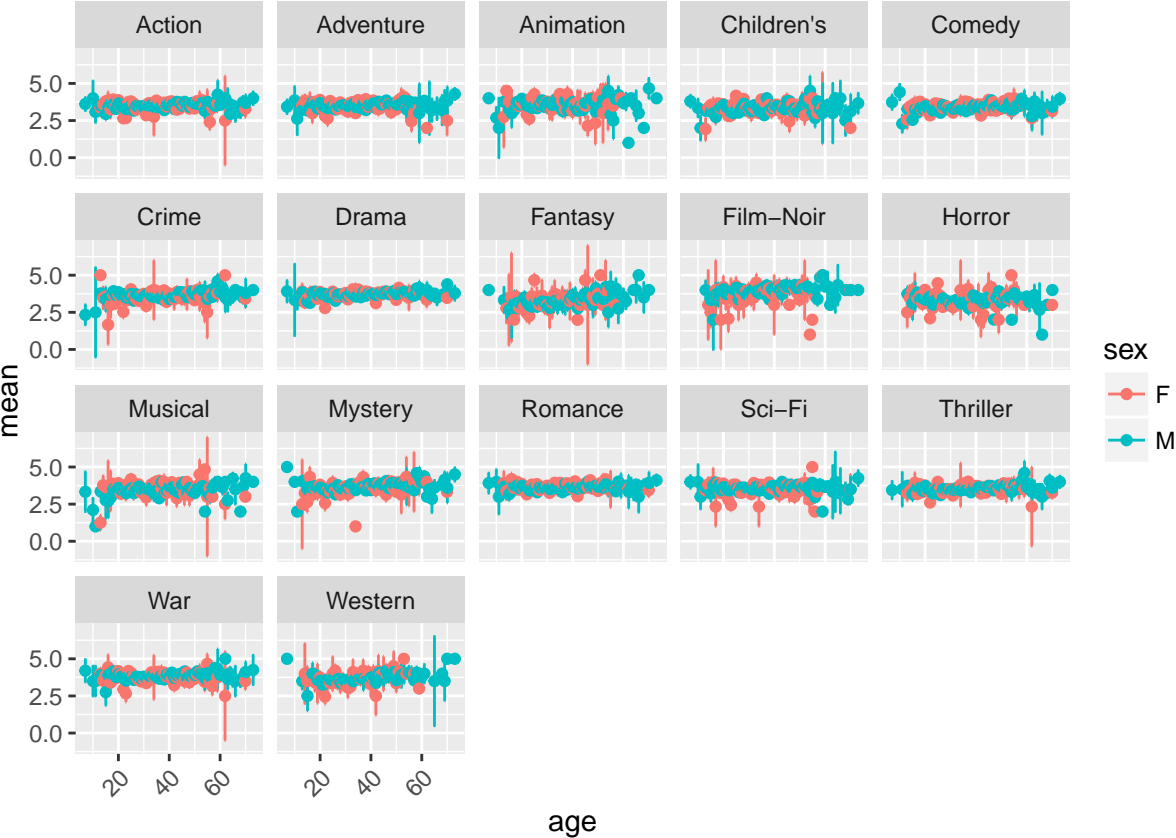 Action Adventure Animation Children's Comedy
5.0
2.5
0.0
Crime Drama Fantasy Film−Noir Horror
5.0
2.5
0.0
Musical Mystery Romance Sci−Fi Thriller
5.0
2.5
0.0
War Western
5.0
2.5
0.0
20 40 60 20 40 60
age
mean
sex
F
M